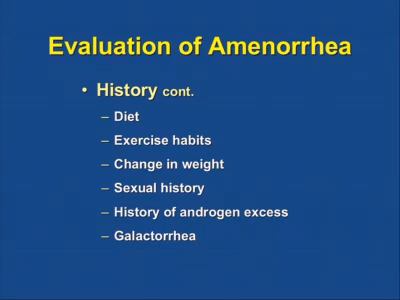 Evaluation of Amenorrhea
• History cont.
– Diet
– Exercise habits
– Change in weight
– Sexual history
– History of androgen excess
– Galactorrhea